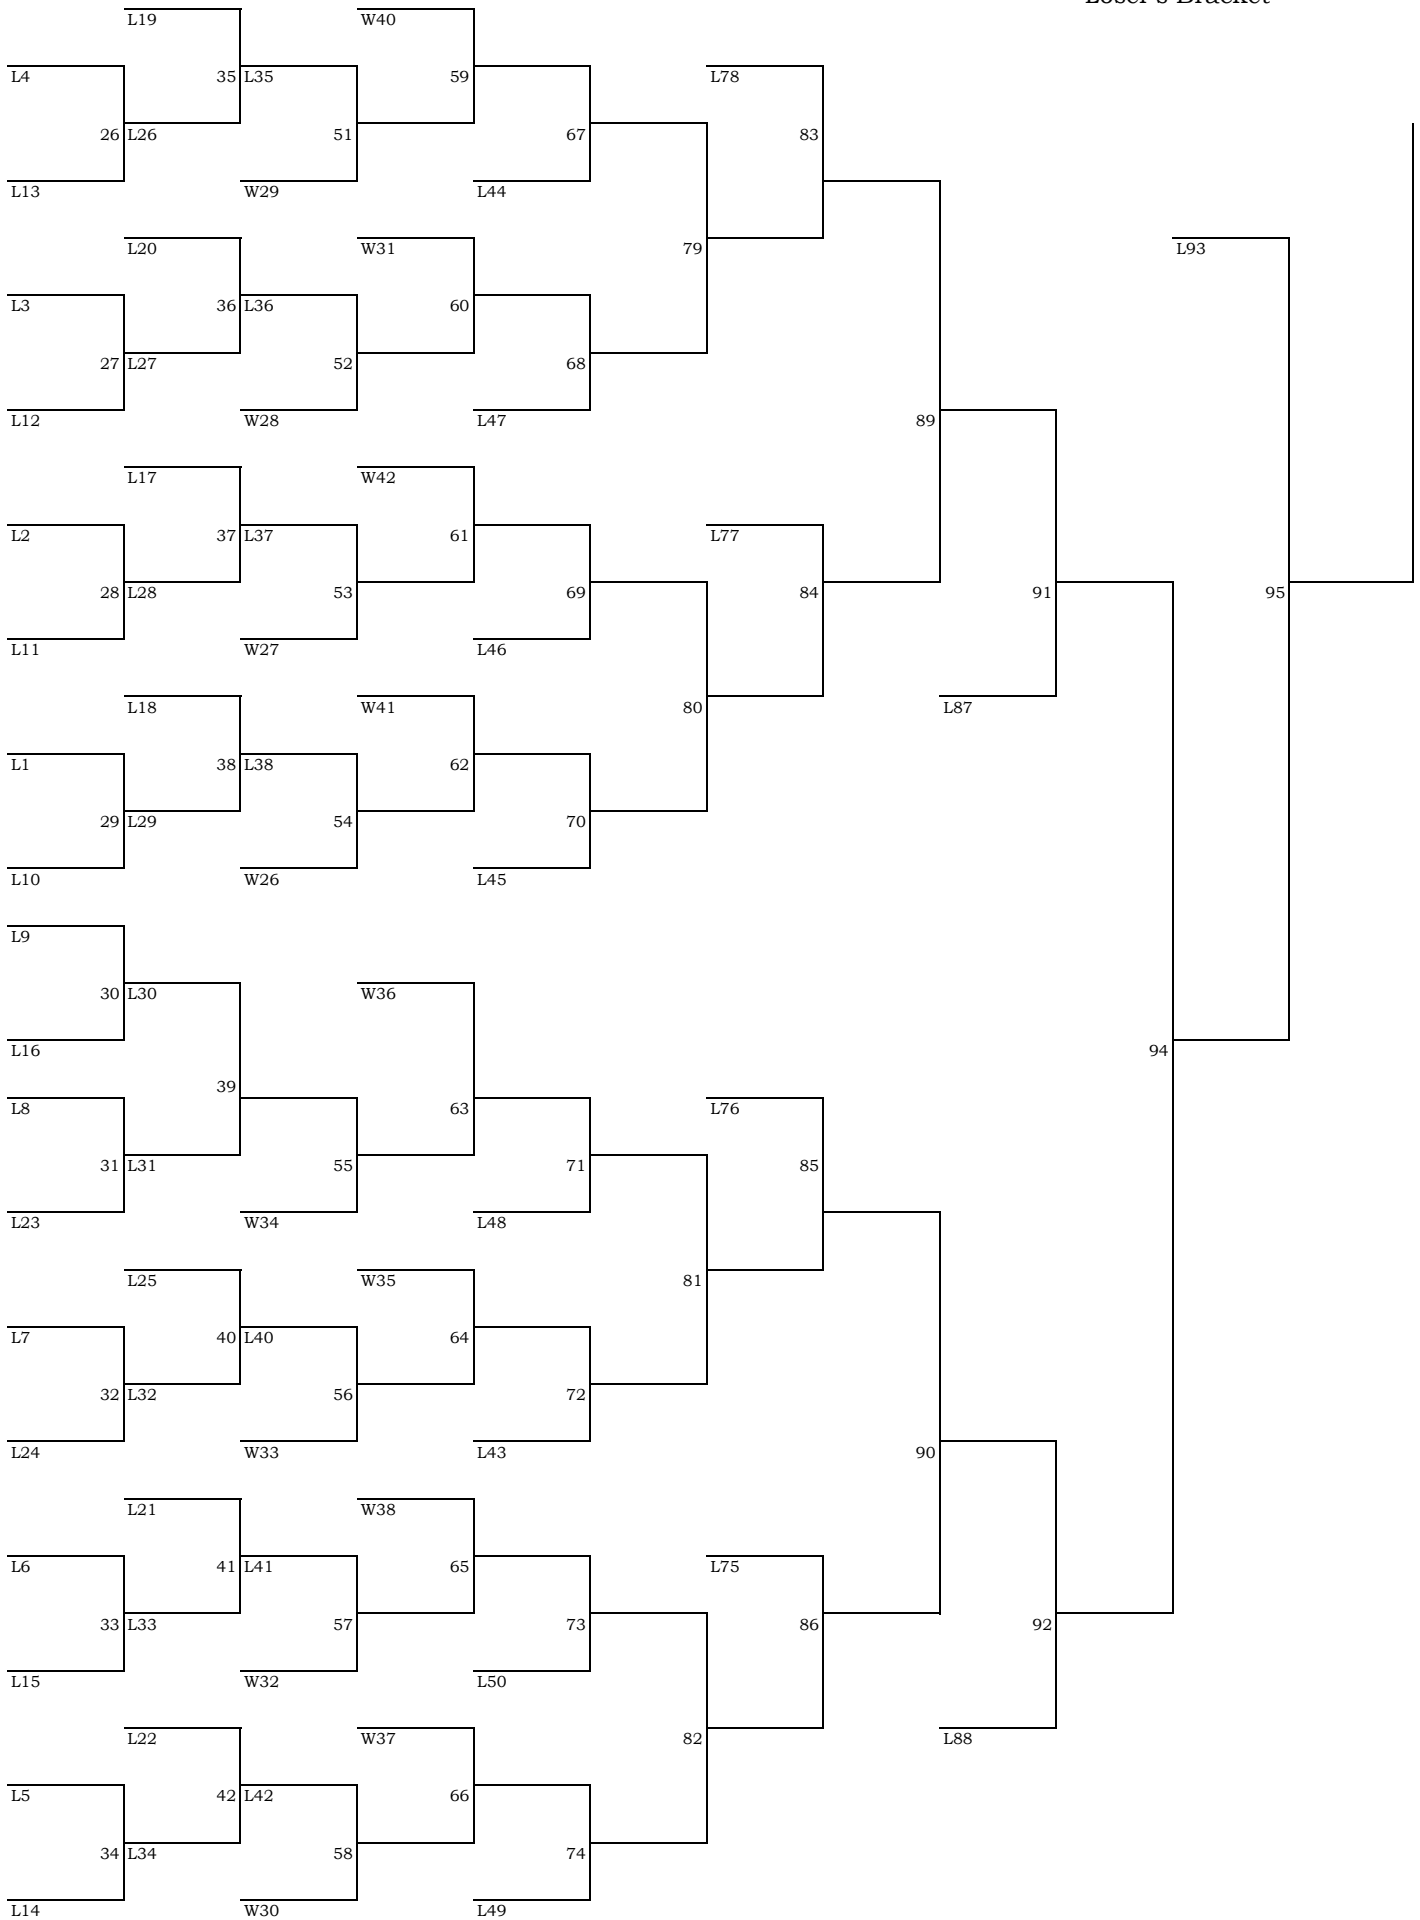 Loser's Bracket
L19 W40
L4 35 L35 59 L78
26 L26 51 67 83
L13 W29 L44
L20 W31 79 L93
L3 36 L36 60
27 L27 52 68
L12 W28 L47 89
L17 W42
L2 37 L37 61 L77
28 L28 53 69 84 91 95
L11 W27 L46
L18 W41 80 L87
L1 38 L38 62
29 L29 54 70
L10 W26 L45
L9
30 L30 W36
L16 94
39
L8 63 L76
31 L31 55 71 85
L23 W34 L48
L25 W35 81
L7 40 L40 64
32 L32 56 72
L24 W33 L43 90
L21 W38
L6 41 L41 65 L75
33 L33 57 73 86 92
L15 W32 L50
L22 W37 82 L88
L5 42 L42 66
34 L34 58 74
L14 W30 L49